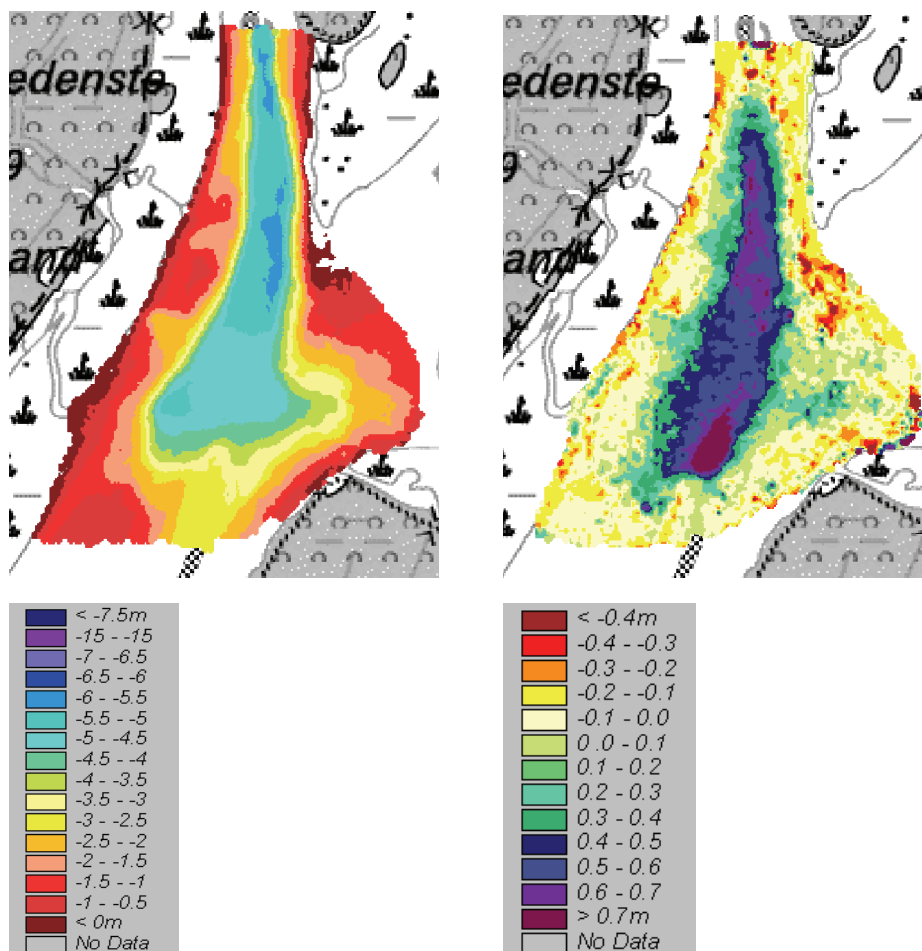 edenste
edenste
9
9
and
and
< -7.5m
-15 - -15
-7 - -6.5
-6.5 - -6
-6 - -5.5
-5.5 - -5
-5 - -4.5
-4.5 - -4
-4 - -3.5
-3.5 - -3
-3 - -2.5
-2.5 - -2
-2 - -1.5
-1.5 - -1
-1 - -0.5
< 0m
No Data
< -0.4m
-0.4 - -0.3
-0.3 - -0.2
-0.2 - -0.1
-0.1 - 0.0
0.0 - 0.1
0.1 - 0.2
0.2 - 0.3
0.3 - 0.4
0.4 - 0.5
0.5 - 0.6
0.6 - 0.7
> 0.7m
No Data